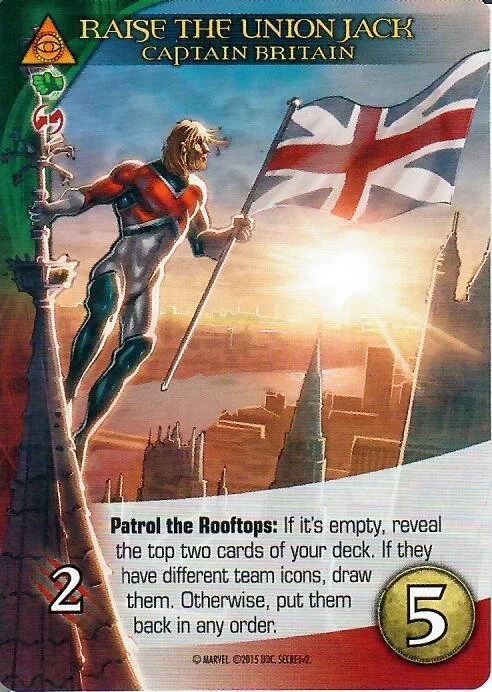 RAISE THE UNION JACK
CAPTAIN BRITAIN
Patrol the Rooftops: If it's empty, reveal
the top two cards of your deck. If they
have different team icons, draw
them. Otherwise, put them
back in any order.
2
5
© MARVEL ©2015 UDC. SECRETv2.